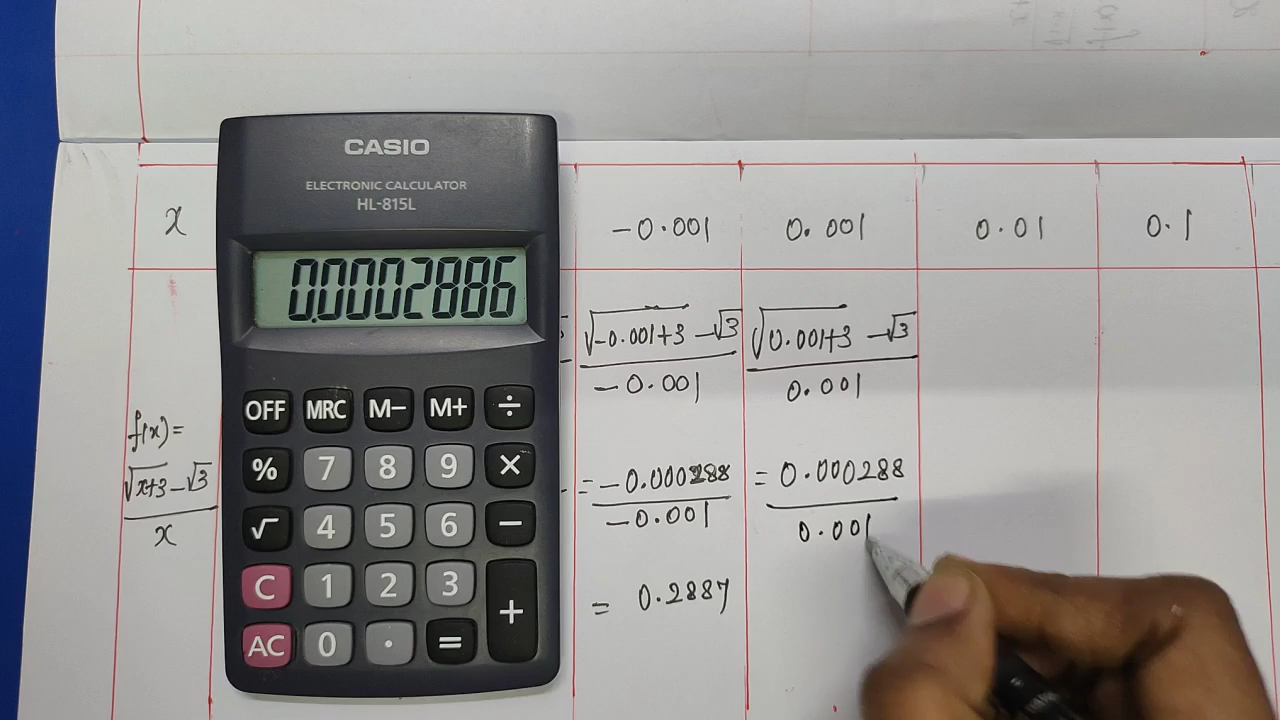 CASIO
ELECTRONIC CALCULATOR
HL-815L
0.0002886
OFF MRC M− M+ ÷
% 7 8 9 ×
√ 4 5 6 −
C 1 2 3 +
AC 0 · =
x -0.001 0.001 0.01 0.1
f(x)=
√x+3 -√3
x
√-0.001+3 -√3
-0.001
= -0.000288
-0.001
= 0.2887
√0.001+3 -√3
0.001
= 0.000288
0.001